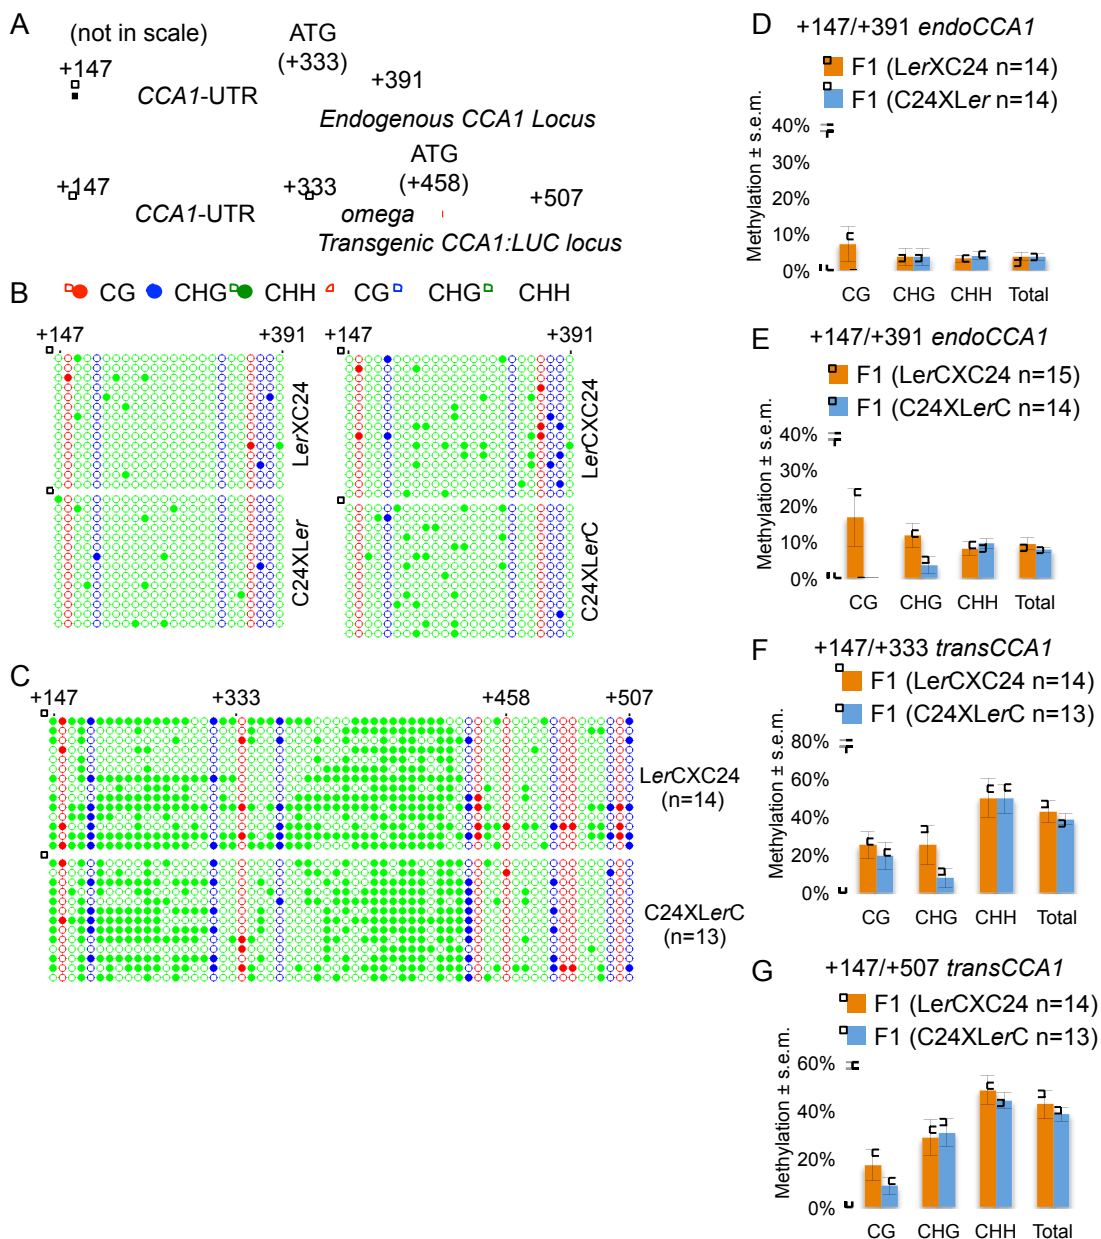 A
(not in scale)
ATG
(+333)
+147
+391
CCA1-UTR
Endogenous CCA1 Locus
ATG
(+458)
+147
+333
+507
CCA1-UTR
omega
Transgenic CCA1:LUC locus
B
CG
CHG
CHH
CG
CHG
CHH
+147
+391
+147
+391
LerXC24
C24XLer
LerCXC24
C24XLerC
C
+147
+333
+458
+507
LerCXC24
(n=14)
C24XLerC
(n=13)
D
+147/+391 endoCCA1
F1 (LerXC24 n=14)
F1 (C24XLer n=14)
Methylation ± s.e.m.
40%
30%
20%
10%
0%
CG CHG CHH Total
E
+147/+391 endoCCA1
F1 (LerCXC24 n=15)
F1 (C24XLerC n=14)
Methylation ± s.e.m.
40%
30%
20%
10%
0%
CG CHG CHH Total
F
+147/+333 transCCA1
F1 (LerCXC24 n=14)
F1 (C24XLerC n=13)
Methylation ± s.e.m.
80%
60%
40%
20%
0%
CG CHG CHH Total
G
+147/+507 transCCA1
F1 (LerCXC24 n=14)
F1 (C24XLerC n=13)
Methylation ± s.e.m.
60%
40%
20%
0%
CG CHG CHH Total